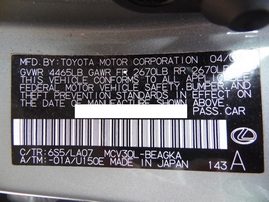 MFD. BY: TOYOTA MOTOR CORPORATION 04/0
GVWR 4465LB GAWR FR 2670LB RR 2670LB
THIS VEHICLE CONFORMS TO ALL APPLICABLE
FEDERAL MOTOR VEHICLE SAFETY, BUMPER, AND
THEFT PREVENTION STANDARDS IN EFFECT ON
THE DATE OF MANUFACTURE SHOWN ABOVE.
PASS.CAR
C/TR:6S5/LA07 MCV30L-BEAGKA
A/TM:-01A/U150E MADE IN JAPAN 143 A